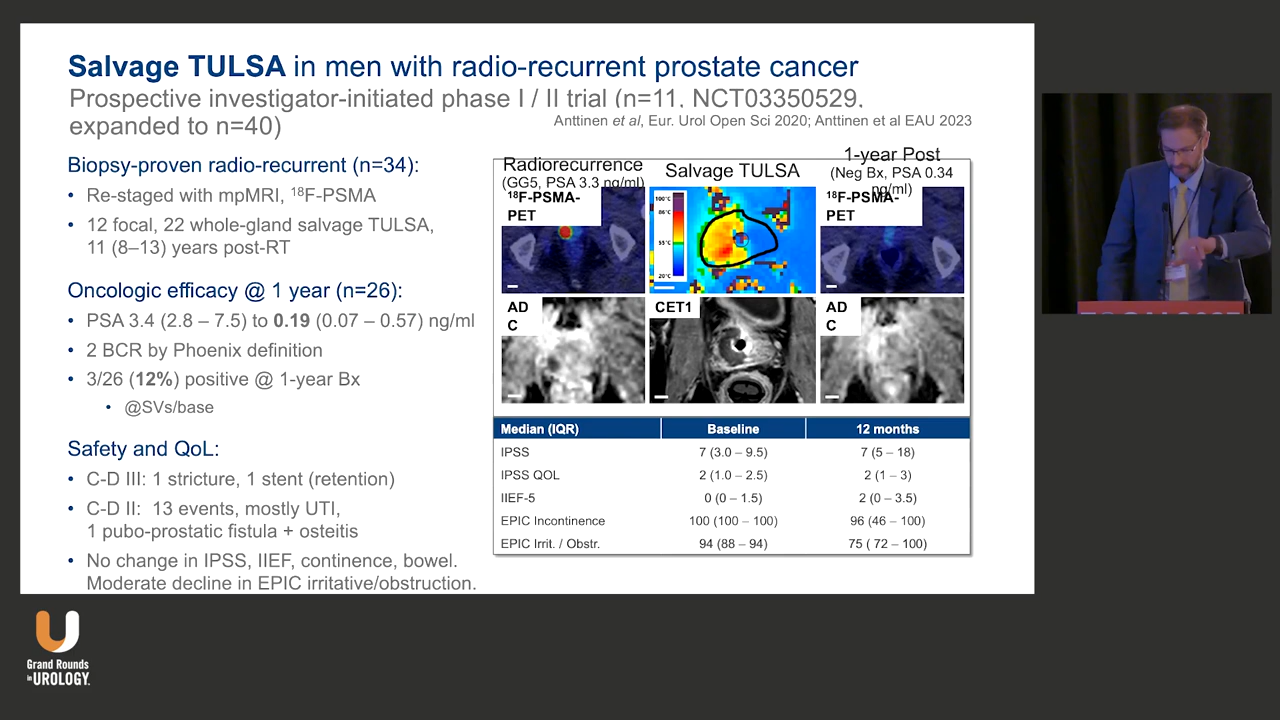 Salvage TULSA in men with radio-recurrent prostate cancer
Prospective investigator-initiated phase I / II trial (n=11, NCT03350529,
expanded to n=40)
Anttinen et al, Eur. Urol Open Sci 2020; Anttinen et al EAU 2023
Biopsy-proven radio-recurrent (n=34):
• Re-staged with mpMRI, 18F-PSMA
• 12 focal, 22 whole-gland salvage TULSA,
11 (8–13) years post-RT
Oncologic efficacy @ 1 year (n=26):
• PSA 3.4 (2.8 – 7.5) to 0.19 (0.07 – 0.57) ng/ml
• 2 BCR by Phoenix definition
• 3/26 (12%) positive @ 1-year Bx
• @SVs/base
Safety and QoL:
• C-D III: 1 stricture, 1 stent (retention)
• C-D II: 13 events, mostly UTI,
1 pubo-prostatic fistula + osteitis
• No change in IPSS, IIEF, continence, bowel.
Moderate decline in EPIC irritative/obstruction.
Radiorecurrence
(GG5, PSA 3.3 ng/ml)
18F-PSMA-
PET
Salvage TULSA
100°C
86°C
55°C
20°C
1-year Post
(Neg Bx, PSA 0.34
ng/ml)
18F-PSMA-
PET
AD
C
CET1
AD
C
Median (IQR) Baseline 12 months
IPSS 7 (3.0 – 9.5) 7 (5 – 18)
IPSS QOL 2 (1.0 – 2.5) 2 (1 – 3)
IIEF-5 0 (0 – 1.5) 2 (0 – 3.5)
EPIC Incontinence 100 (100 – 100) 96 (46 – 100)
EPIC Irrit. / Obstr. 94 (88 – 94) 75 ( 72 – 100)
Grand Rounds
in UROLOGY